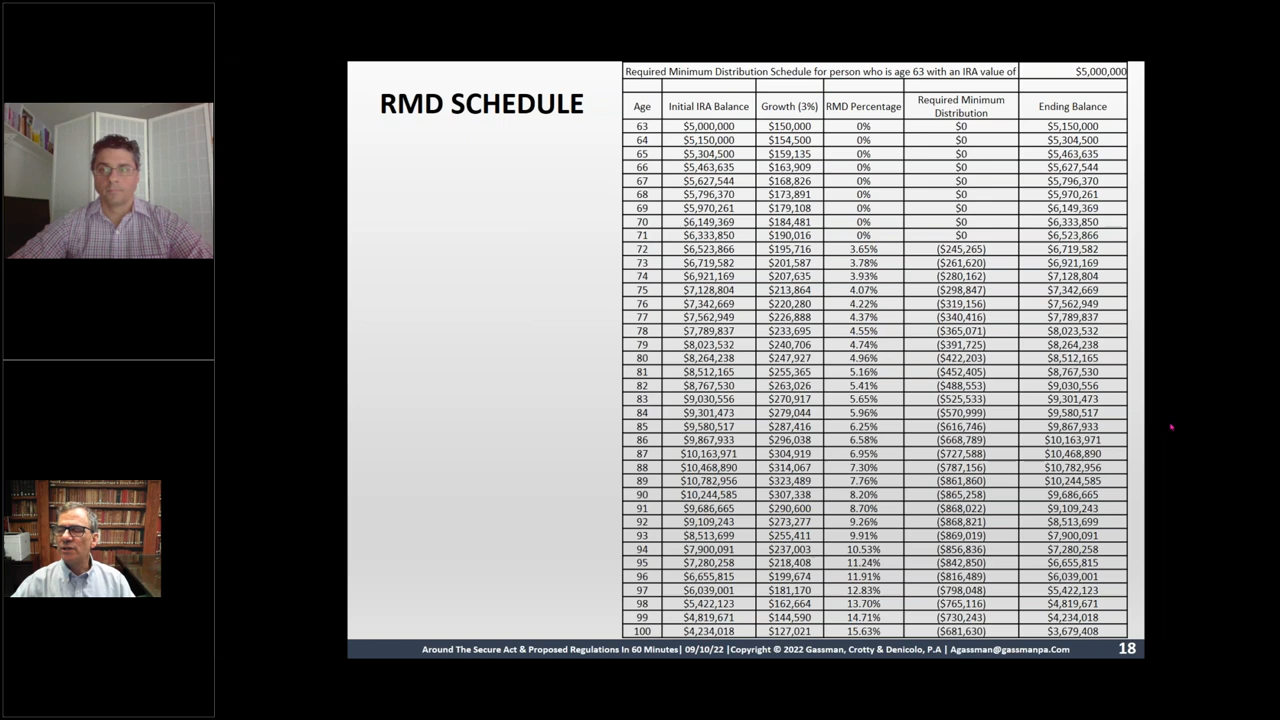 RMD SCHEDULE
Required Minimum Distribution Schedule for person who is age 63 with an IRA value of $5,000,000
Age Initial IRA Balance Growth (3%) RMD Percentage Required Minimum Distribution Ending Balance
63 $5,000,000 $150,000 0% $0 $5,150,000
64 $5,150,000 $154,500 0% $0 $5,304,500
65 $5,304,500 $159,135 0% $0 $5,463,635
66 $5,463,635 $163,909 0% $0 $5,627,544
67 $5,627,544 $168,826 0% $0 $5,796,370
68 $5,796,370 $173,891 0% $0 $5,970,261
69 $5,970,261 $179,108 0% $0 $6,149,369
70 $6,149,369 $184,481 0% $0 $6,333,850
71 $6,333,850 $190,016 0% $0 $6,523,866
72 $6,523,866 $195,716 3.65% ($245,265) $6,719,582
73 $6,719,582 $201,587 3.78% ($261,620) $6,921,169
74 $6,921,169 $207,635 3.93% ($280,162) $7,128,804
75 $7,128,804 $213,864 4.07% ($298,847) $7,342,669
76 $7,342,669 $220,280 4.22% ($319,156) $7,562,949
77 $7,562,949 $226,888 4.37% ($340,416) $7,789,837
78 $7,789,837 $233,695 4.55% ($365,071) $8,023,532
79 $8,023,532 $240,706 4.74% ($391,725) $8,264,238
80 $8,264,238 $247,927 4.96% ($422,203) $8,512,165
81 $8,512,165 $255,365 5.16% ($452,405) $8,767,530
82 $8,767,530 $263,026 5.41% ($488,553) $9,030,556
83 $9,030,556 $270,917 5.65% ($525,533) $9,301,473
84 $9,301,473 $279,044 5.96% ($570,999) $9,580,517
85 $9,580,517 $287,416 6.25% ($616,746) $9,867,933
86 $9,867,933 $296,038 6.58% ($668,789) $10,163,971
87 $10,163,971 $304,919 6.95% ($727,588) $10,468,890
88 $10,468,890 $314,067 7.30% ($787,156) $10,782,956
89 $10,782,956 $323,489 7.76% ($861,860) $10,244,585
90 $10,244,585 $307,338 8.20% ($865,258) $9,686,665
91 $9,686,665 $290,600 8.70% ($868,022) $9,109,243
92 $9,109,243 $273,277 9.26% ($868,821) $8,513,699
93 $8,513,699 $255,411 9.91% ($869,019) $7,900,091
94 $7,900,091 $237,003 10.53% ($856,836) $7,280,258
95 $7,280,258 $218,408 11.24% ($842,850) $6,655,815
96 $6,655,815 $199,674 11.91% ($816,489) $6,039,001
97 $6,039,001 $181,170 12.83% ($798,048) $5,422,123
98 $5,422,123 $162,664 13.70% ($765,116) $4,819,671
99 $4,819,671 $144,590 14.71% ($730,243) $4,234,018
100 $4,234,018 $127,021 15.63% ($681,630) $3,679,408
Around The Secure Act & Proposed Regulations In 60 Minutes| 09/10/22 |Copyright © 2022 Gassman, Crotty & Denicolo, P.A | Agassman@gassmanpa.Com 18